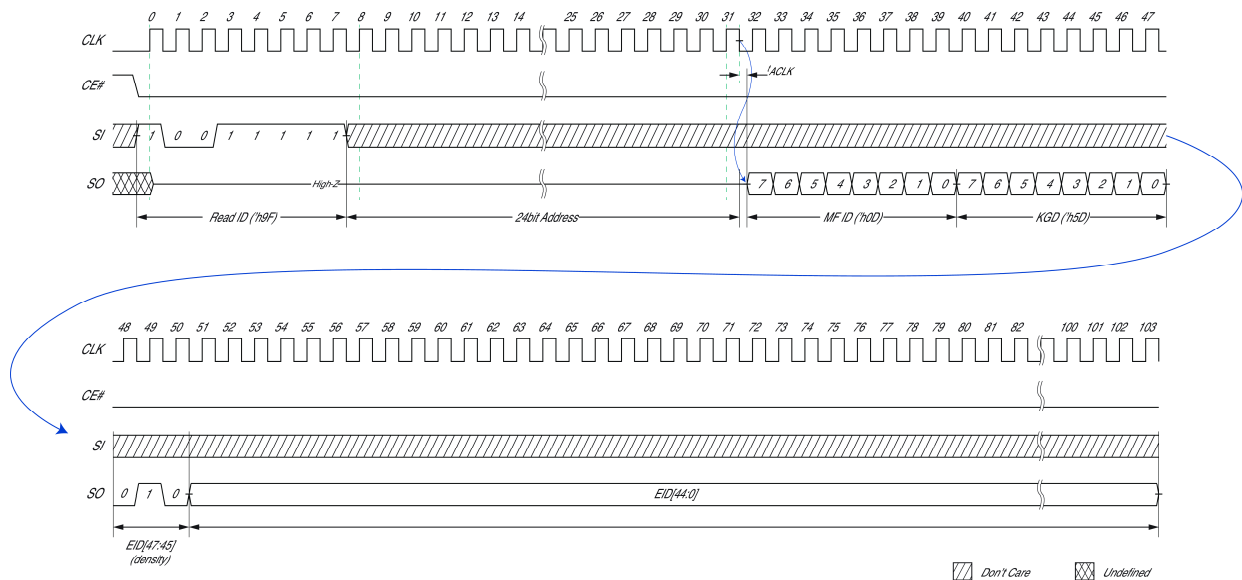 0 1 2 3 4 5 6 7 8 9 10 11 12 13 14 25 26 27 28 29 30 31 32 33 34 35 36 37 38 39 40 41 42 43 44 45 46 47
CLK
tACLK
CE#
SI 1 0 0 1 1 1 1 1
SO High-Z 7 6 5 4 3 2 1 0 7 6 5 4 3 2 1 0
Read ID ('h9F) 24bit Address MF ID ('h0D) KGD ('h5D)
48 49 50 51 52 53 54 55 56 57 58 59 60 61 62 63 64 65 66 67 68 69 70 71 72 73 74 75 76 77 78 79 80 81 82 100 101 102 103
CLK
CE#
SI
SO 0 1 0 EID[44:0]
EID[47:45]
(density)
Don't Care Undefined